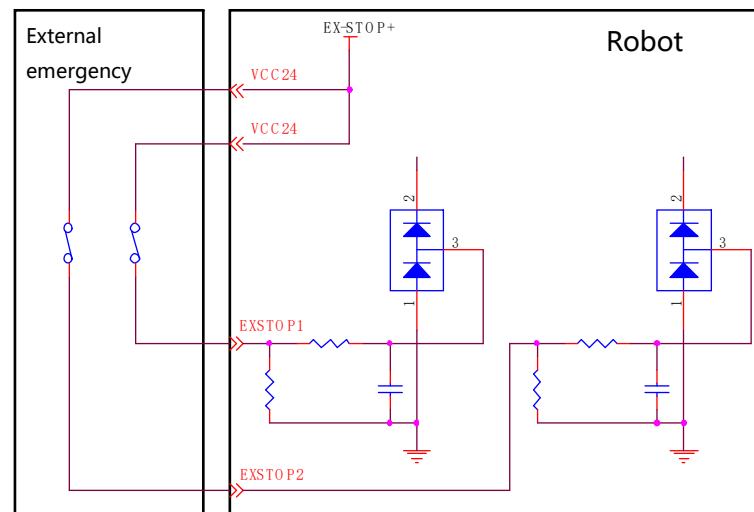 External
emergency
EX-STOP+
Robot
VCC24
VCC24
2
3
1
2
3
1
EXSTOP1
EXSTOP2